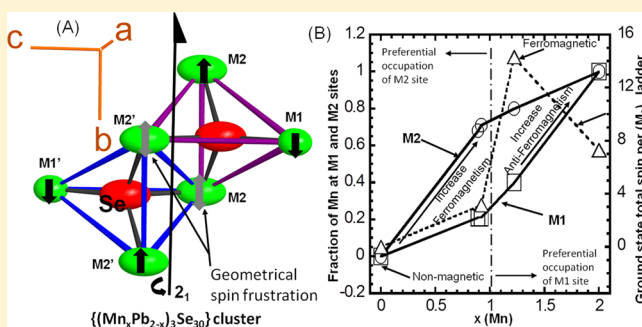 (A)
c
a
b
M2
M2'
M1
M1'
Se
M2
M2'
Geometrical
spin frustration
2₁
{(MnₓPb₂₋ₓ)₃Se₃₀} cluster
(B)
Ferromagnetic
Preferential
occupation
of M2 site
M2
Increase
Ferromagnetism
Increase
Anti-Ferromagnetism
M1
Non-magnetic
Preferential
occupation
of M1 site
Fraction of Mn at M1 and M2 sites
1.2
1
0.8
0.6
0.4
0.2
0
-0.2
0
0.5
1
1.5
2
x (Mn)
16
12
8
4
0
Ground state total spin per
ladder